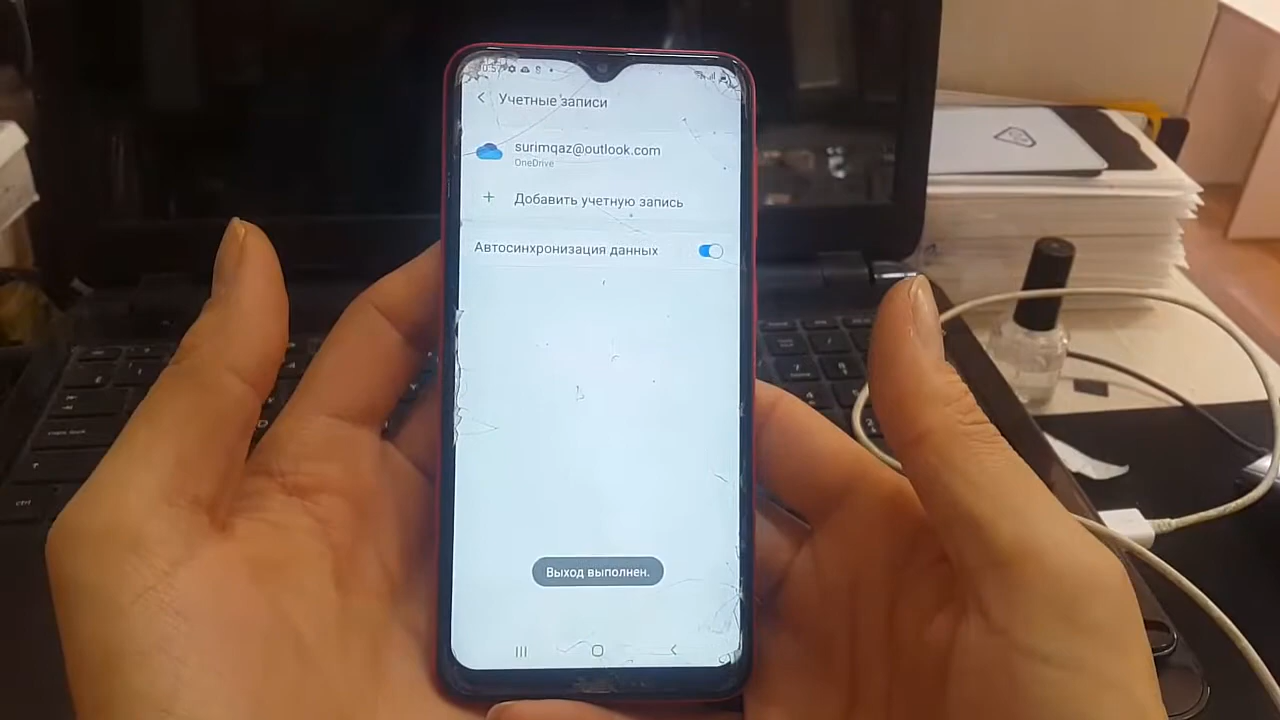 Учетные записи
surimqaz@outlook.com
OneDrive
Добавить учетную запись
Автосинхронизация данных
Выход выполнен.